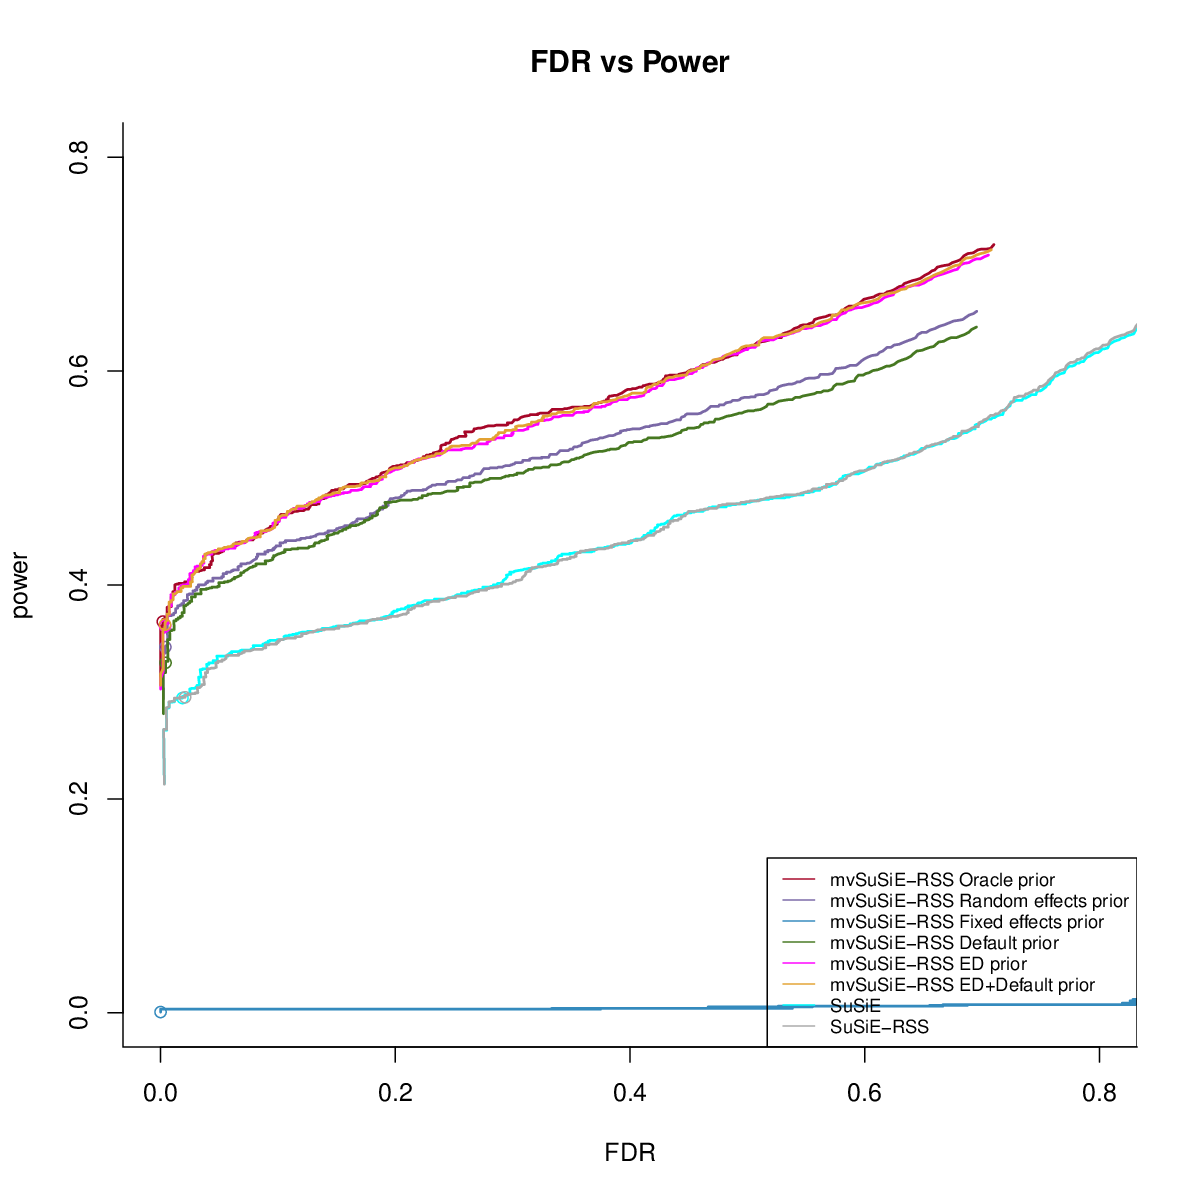 FDR vs Power
0.8
0.6
0.4
0.2
0.0
power
mvSuSiE−RSS Oracle prior
mvSuSiE−RSS Random effects prior
mvSuSiE−RSS Fixed effects prior
mvSuSiE−RSS Default prior
mvSuSiE−RSS ED prior
mvSuSiE−RSS ED+Default prior
SuSiE
SuSiE−RSS
0.0 0.2 0.4 0.6 0.8
FDR